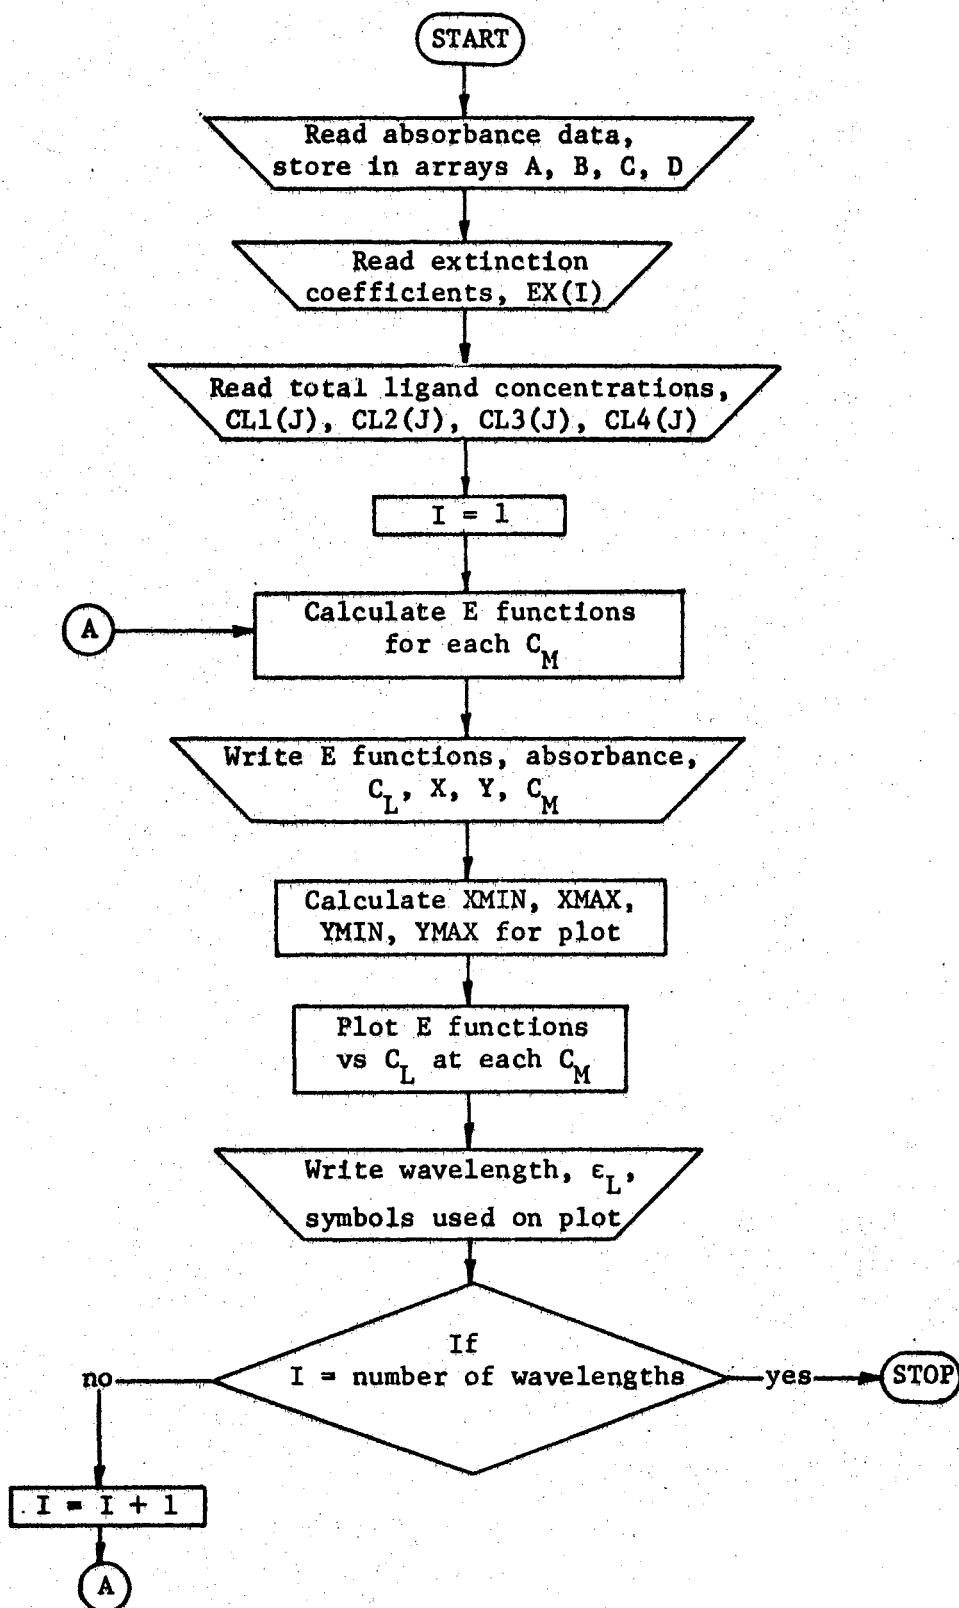 START
Read absorbance data,
store in arrays A, B, C, D
Read extinction
coefficients, EX(I)
Read total ligand concentrations,
CL1(J), CL2(J), CL3(J), CL4(J)
I = 1
A
Calculate E functions
for each C_M
Write E functions, absorbance,
C_L, X, Y, C_M
Calculate XMIN, XMAX,
YMIN, YMAX for plot
Plot E functions
vs C_L at each C_M
Write wavelength, ε_L,
symbols used on plot
If
I = number of wavelengths
no
yes
STOP
I = I + 1
A